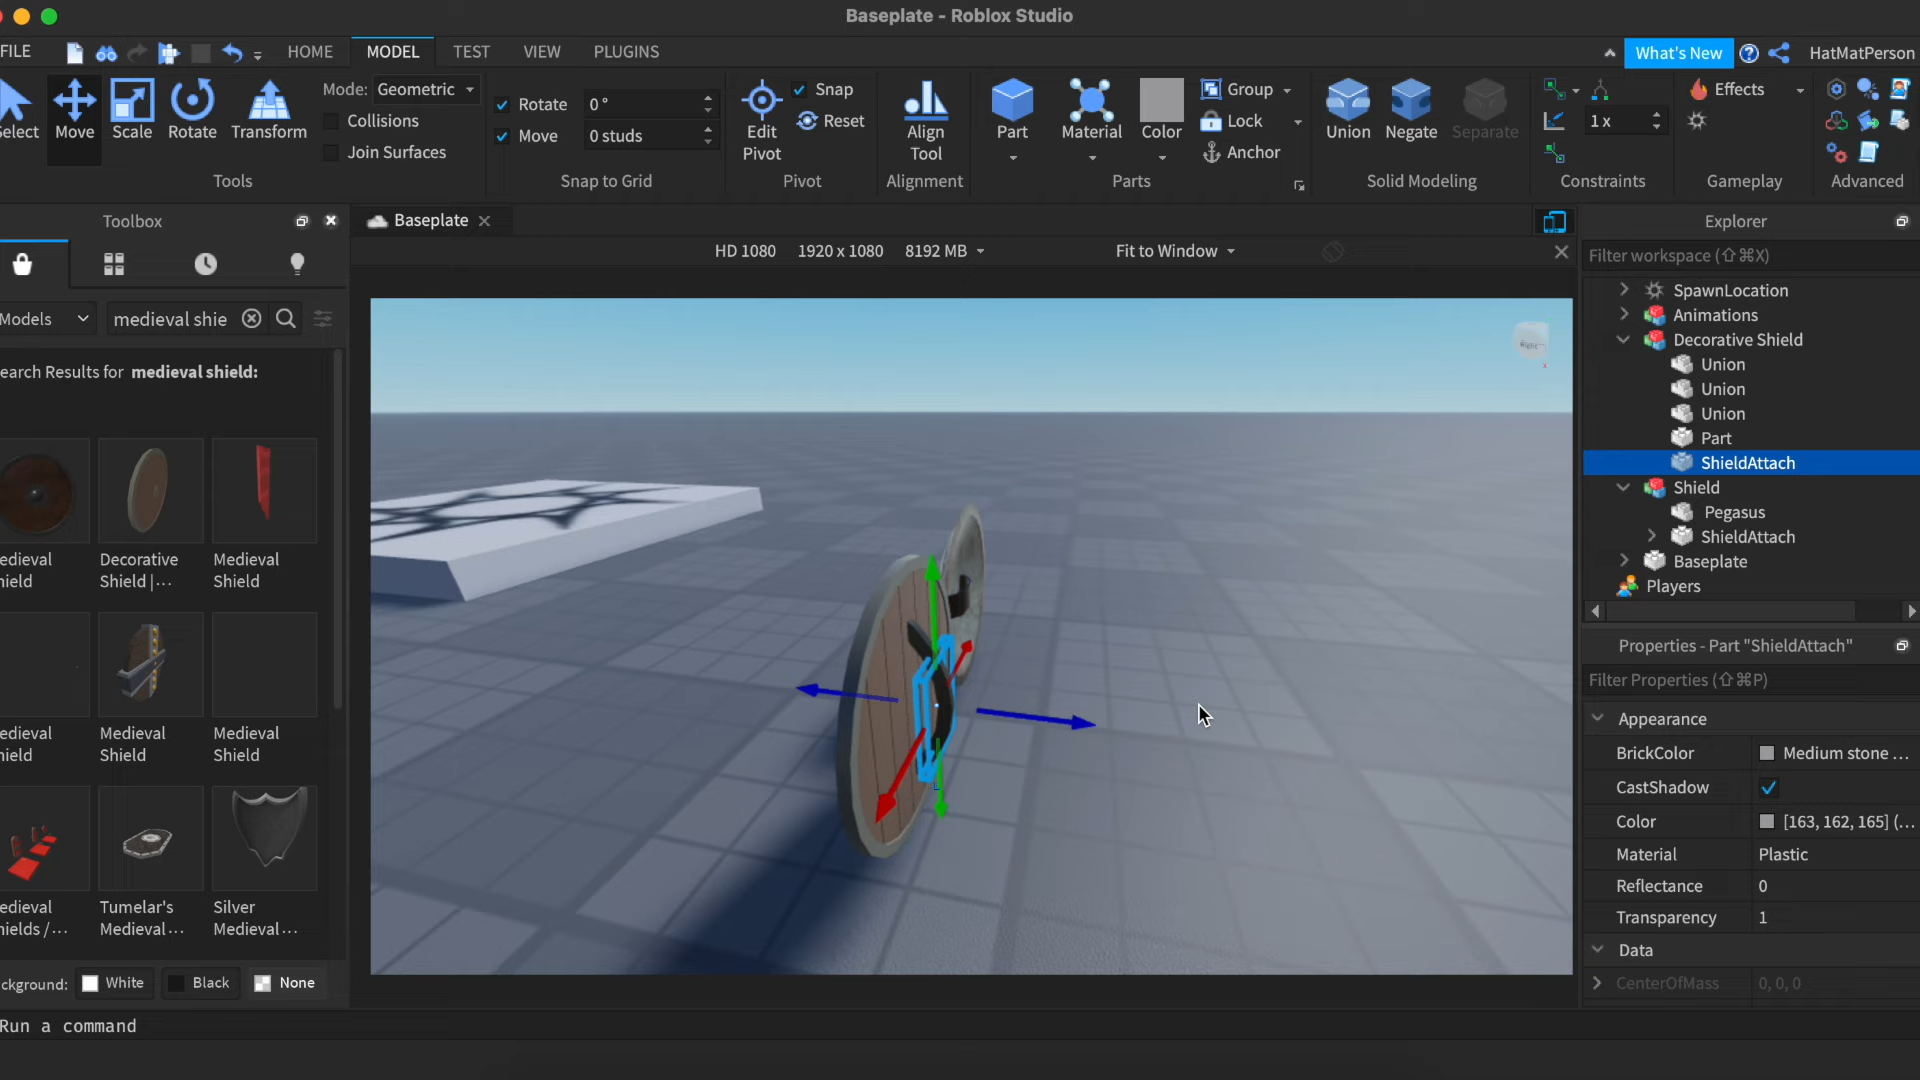 Baseplate - Roblox Studio
FILE
HOME
MODEL
TEST
VIEW
PLUGINS
What's New
HatMatPerson
Select
Move
Scale
Rotate
Transform
Mode: Geometric
Collisions
Join Surfaces
Tools
Rotate 0 °
Move 0 studs
Snap to Grid
Edit
Pivot
Snap
Reset
Pivot
Align
Tool
Alignment
Part
Material
Color
Group
Lock
Anchor
Parts
Union
Negate
Separate
Solid Modeling
1 x
Constraints
Effects
Gameplay
Advanced
Toolbox
Models
medieval shie
earch Results for medieval shield:
edieval
hield
Decorative
Shield |...
Medieval
Shield
edieval
hield
Medieval
Shield
Medieval
Shield
edieval
hields /...
Tumelar's
Medieval...
Silver
Medieval...
ckground:
White
Black
None
Run a command
Baseplate
HD 1080 1920 x 1080 8192 MB
Fit to Window
Right
x
Explorer
Filter workspace (⇧⌘X)
SpawnLocation
Animations
Decorative Shield
Union
Union
Union
Part
ShieldAttach
Shield
Pegasus
ShieldAttach
Baseplate
Players
Properties - Part "ShieldAttach"
Filter Properties (⇧⌘P)
Appearance
BrickColor Medium stone ...
CastShadow
Color [163, 162, 165] (...
Material Plastic
Reflectance 0
Transparency 1
Data
CenterOfMass 0, 0, 0